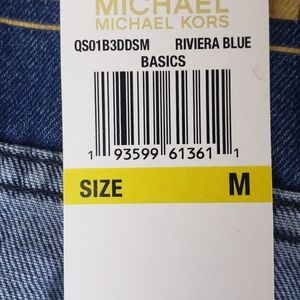 MICHAEL
MICHAEL KORS
QS01B3DDSM RIVIERA BLUE
BASICS
1 93599 61361 1
SIZE M